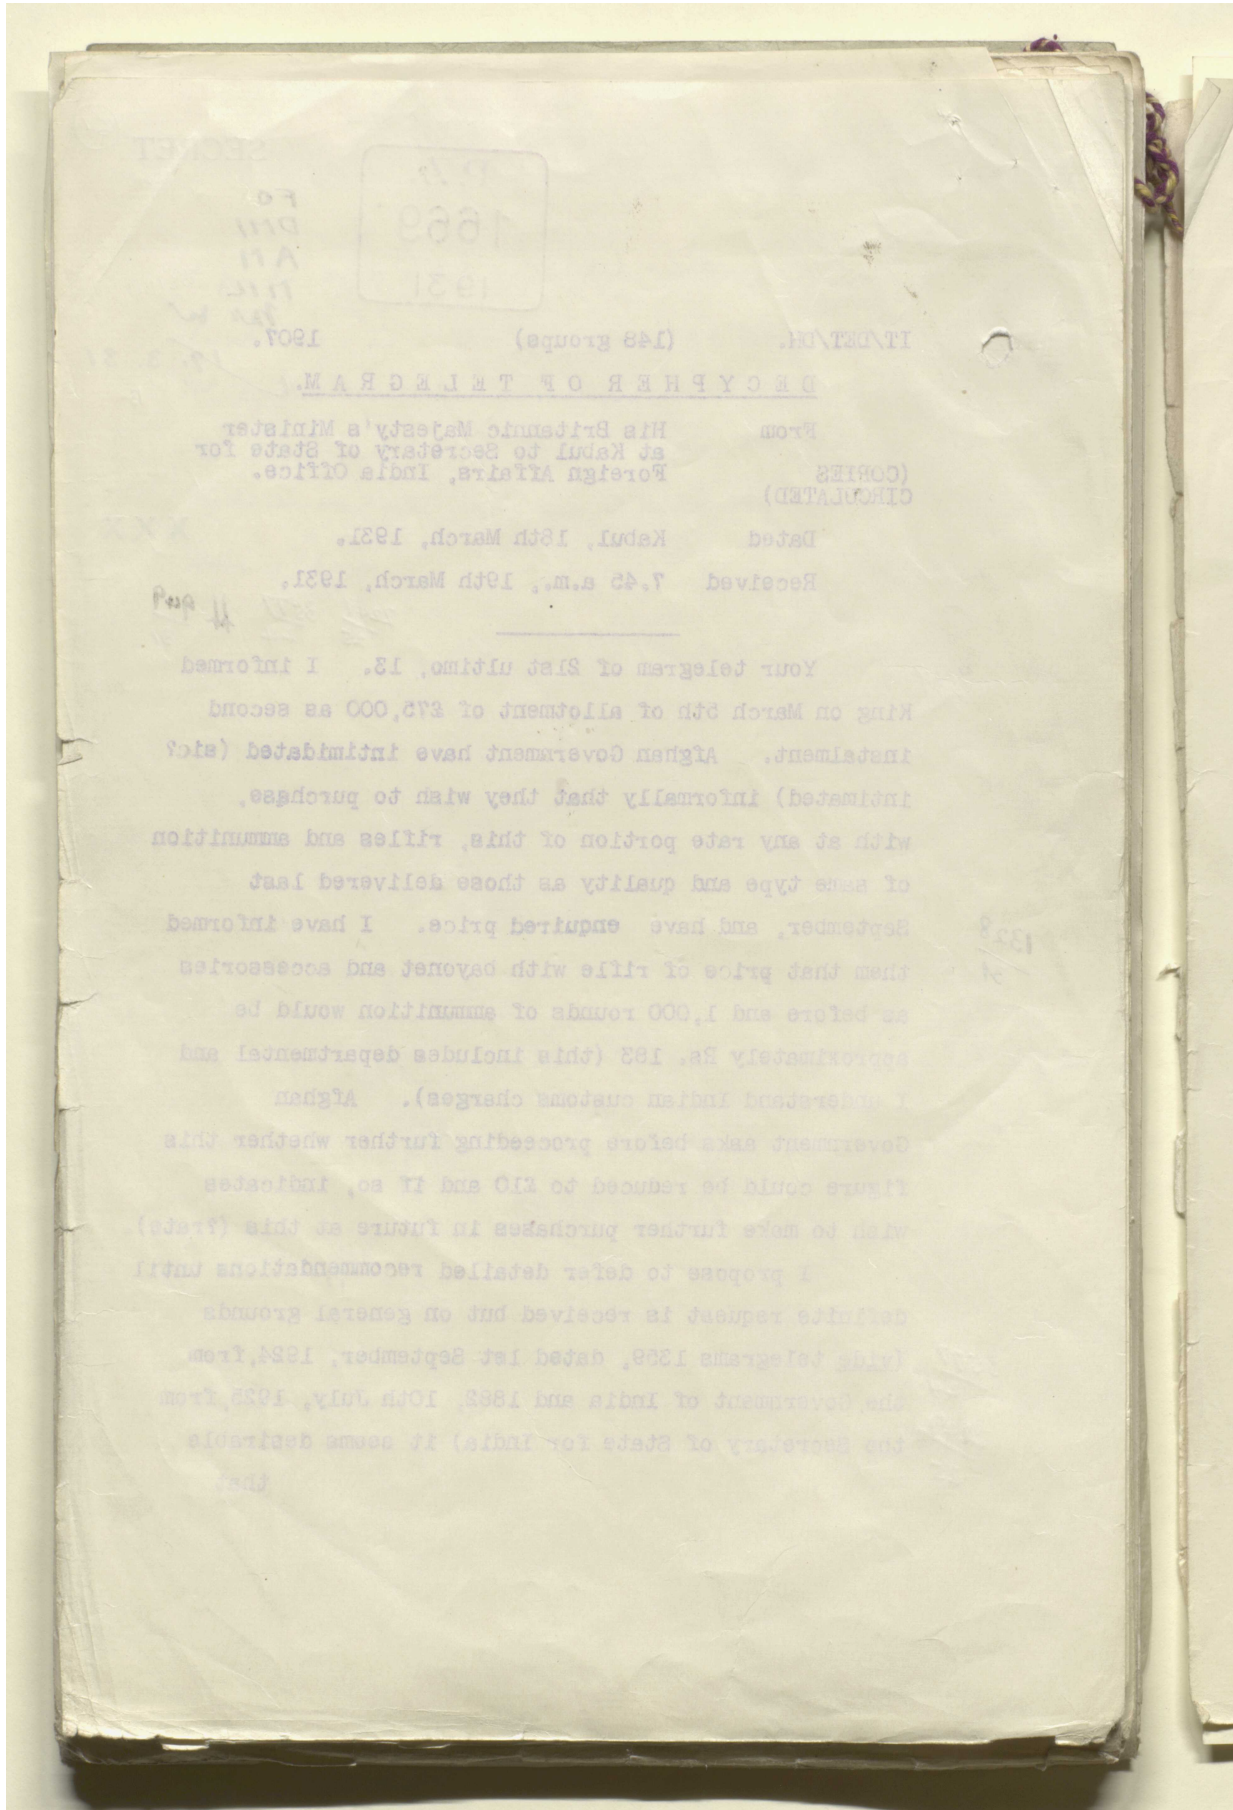 SECRET
FO
1669
1931
IT/DET/DH. (148 groups) 1907.
DECYPHER OF TELEGRAM.
From His Britannic Majesty's Minister
at Kabul to Secretary of State for
(COPIES Foreign Affairs, India Office.
CIRCULATED)
Dated Kabul, 18th March, 1931.
Received 7.45 a.m., 19th March, 1931.
Your telegram of 21st ultimo, 13. I informed
King on March 5th of allotment of £75,000 as second
instalment. Afghan Government have intimidated (sic?
intimated) informally that they wish to purchase,
with at any rate portion of this, rifles and ammunition
of same type and quality as those delivered last
September, and have enquired price. I have informed
them that price of rifle with bayonet and accessories
as before and 1,000 rounds of ammunition would be
approximately Rs. 183 (this includes departmental and
I understand Indian customs charges). Afghan
Government asks before proceeding further whether this
figure could be reduced to £10 and if so, indicates
wish to make further purchases in future at this (?rate)
I propose to defer detailed recommendations until
definite request is received but on general grounds
(vide telegrams 1359, dated 1st September, 1924, from
the Government of India and 1882, 10th July, 1925, from
the Secretary of State for India) it seems desirable
that